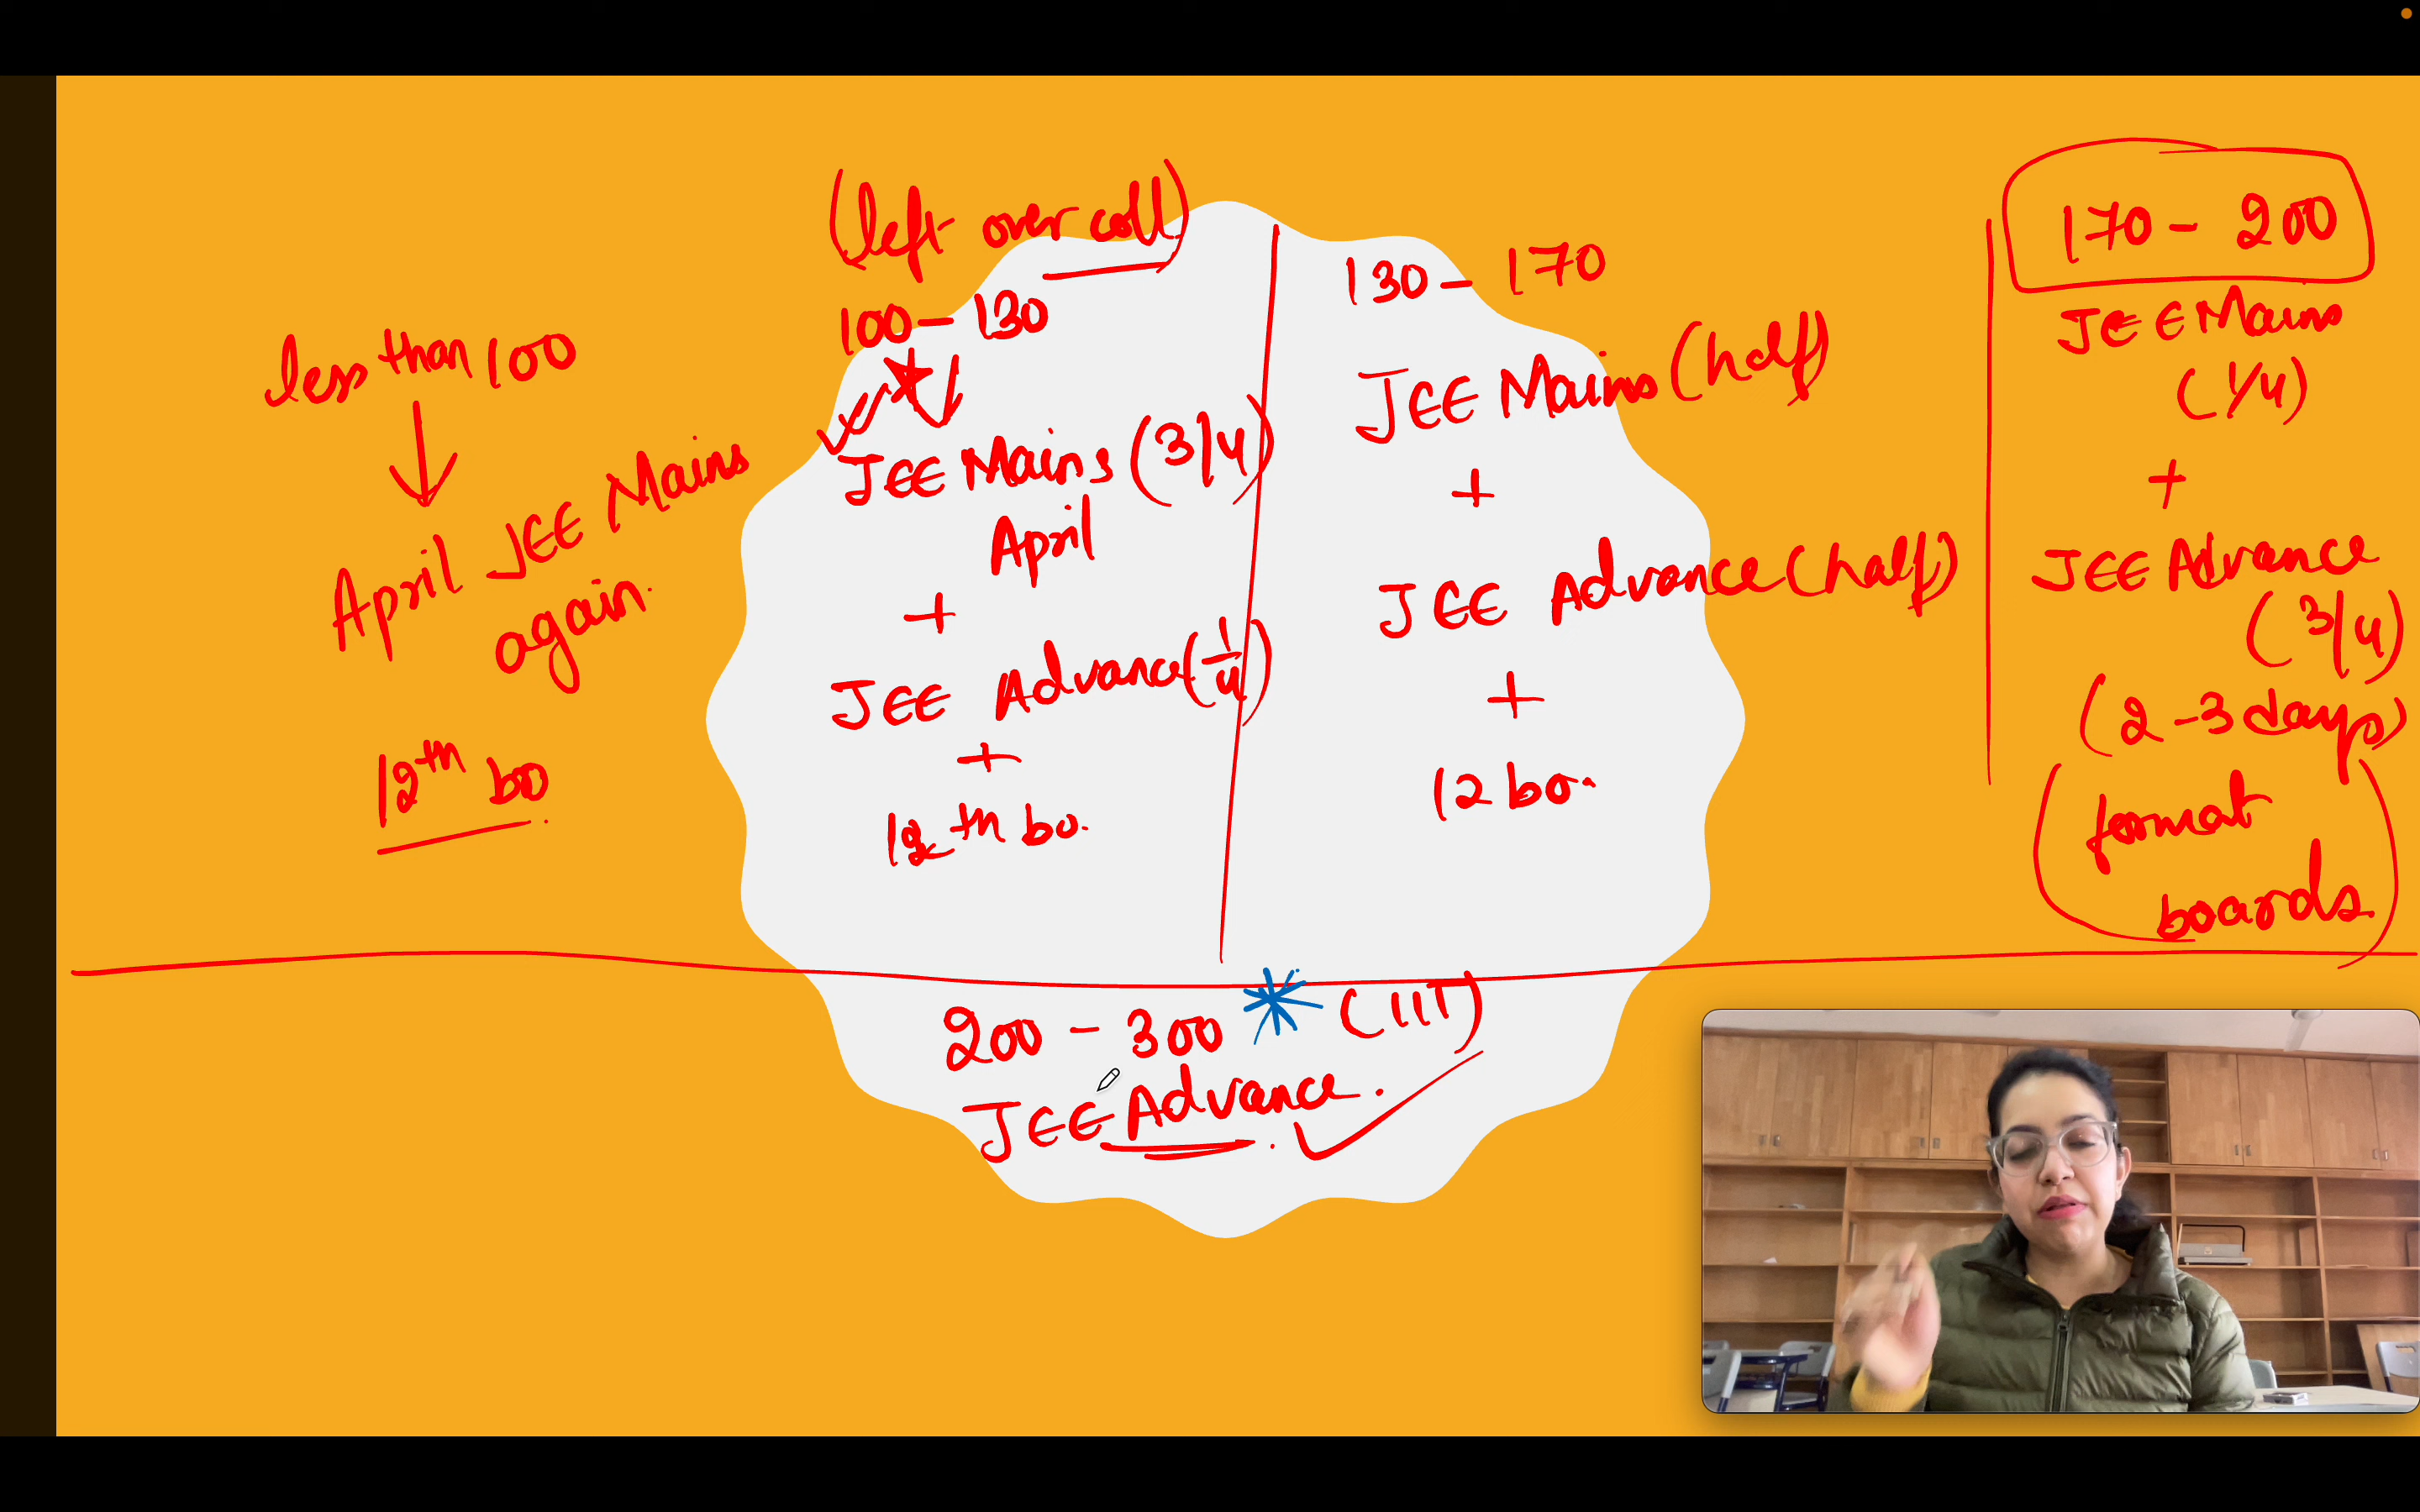 less than 100
April JEE Mains
again.
12th bo
(left over coll)
100 - 130
JEE Mains (3/4)
April
+
JEE Advance (1/4)
+
12th bo.
130 - 170
JEE Mains (half)
+
JEE Advance (half)
+
12 bo.
170 - 200
JEE Mains
(1/4)
+
JEE Advance
(3/4)
(2-3 days)
(format
boards)
200 - 300 * (IIT)
JEE Advance.